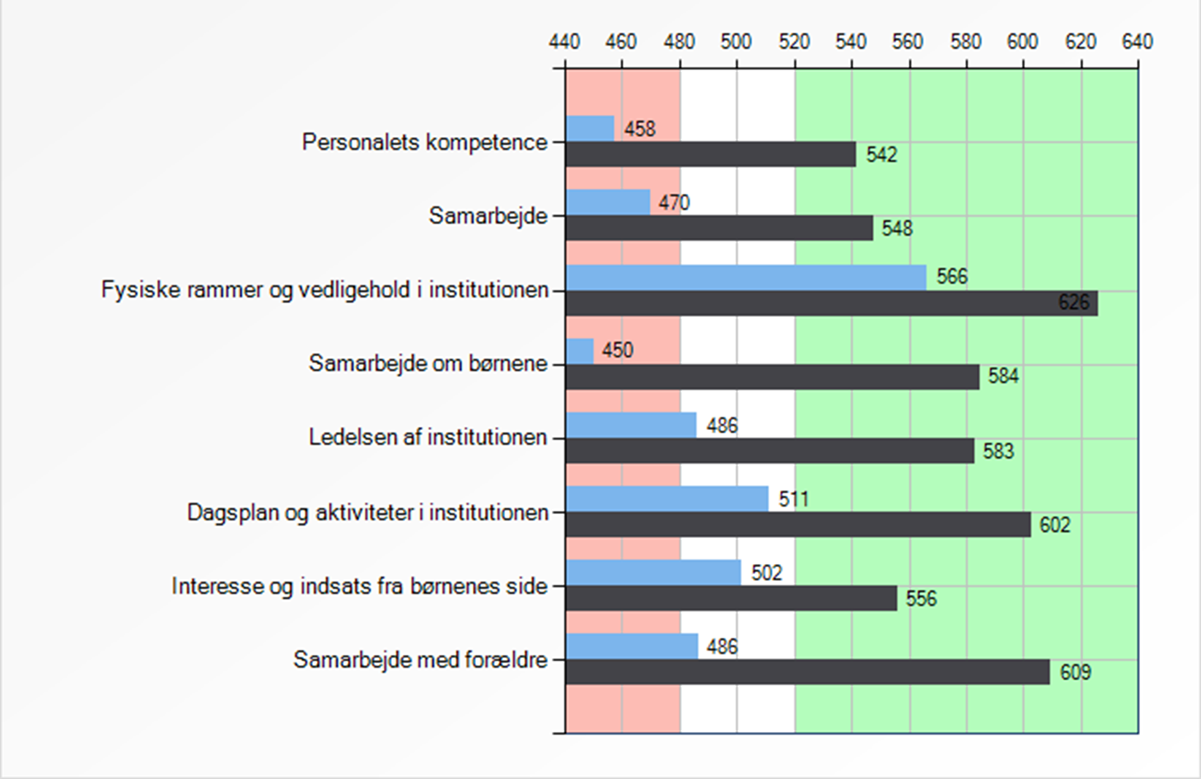 440 460 480 500 520 540 560 580 600 620 640
Personalets kompetence 458
542
Samarbejde 470
548
Fysiske rammer og vedligehold i institutionen 566
626
Samarbejde om børnene 450
584
Ledelsen af institutionen 486
583
Dagsplan og aktiviteter i institutionen 511
602
Interesse og indsats fra børnenes side 502
556
Samarbejde med forældre 486
609